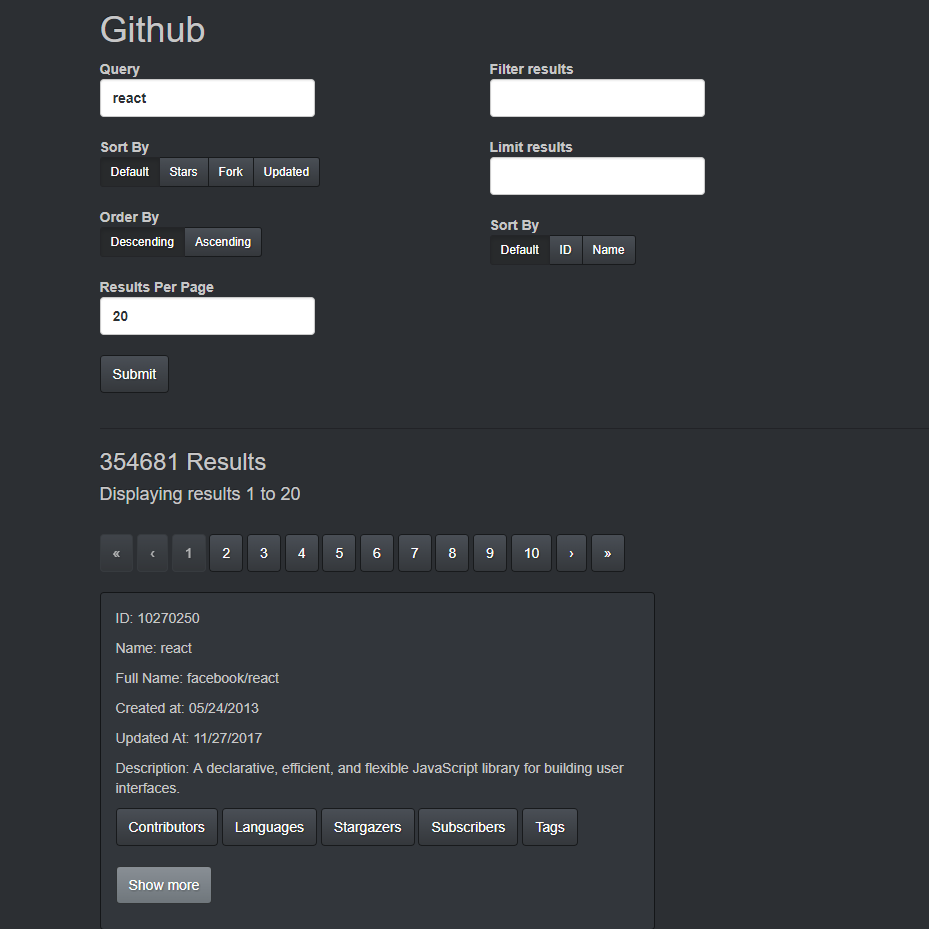 Github
Query
react
Sort By
Default Stars Fork Updated
Order By
Descending Ascending
Results Per Page
20
Submit
Filter results
Limit results
Sort By
Default ID Name
354681 Results
Displaying results 1 to 20
« ‹ 1 2 3 4 5 6 7 8 9 10 › »
ID: 10270250
Name: react
Full Name: facebook/react
Created at: 05/24/2013
Updated At: 11/27/2017
Description: A declarative, efficient, and flexible JavaScript library for building user
interfaces.
Contributors Languages Stargazers Subscribers Tags
Show more